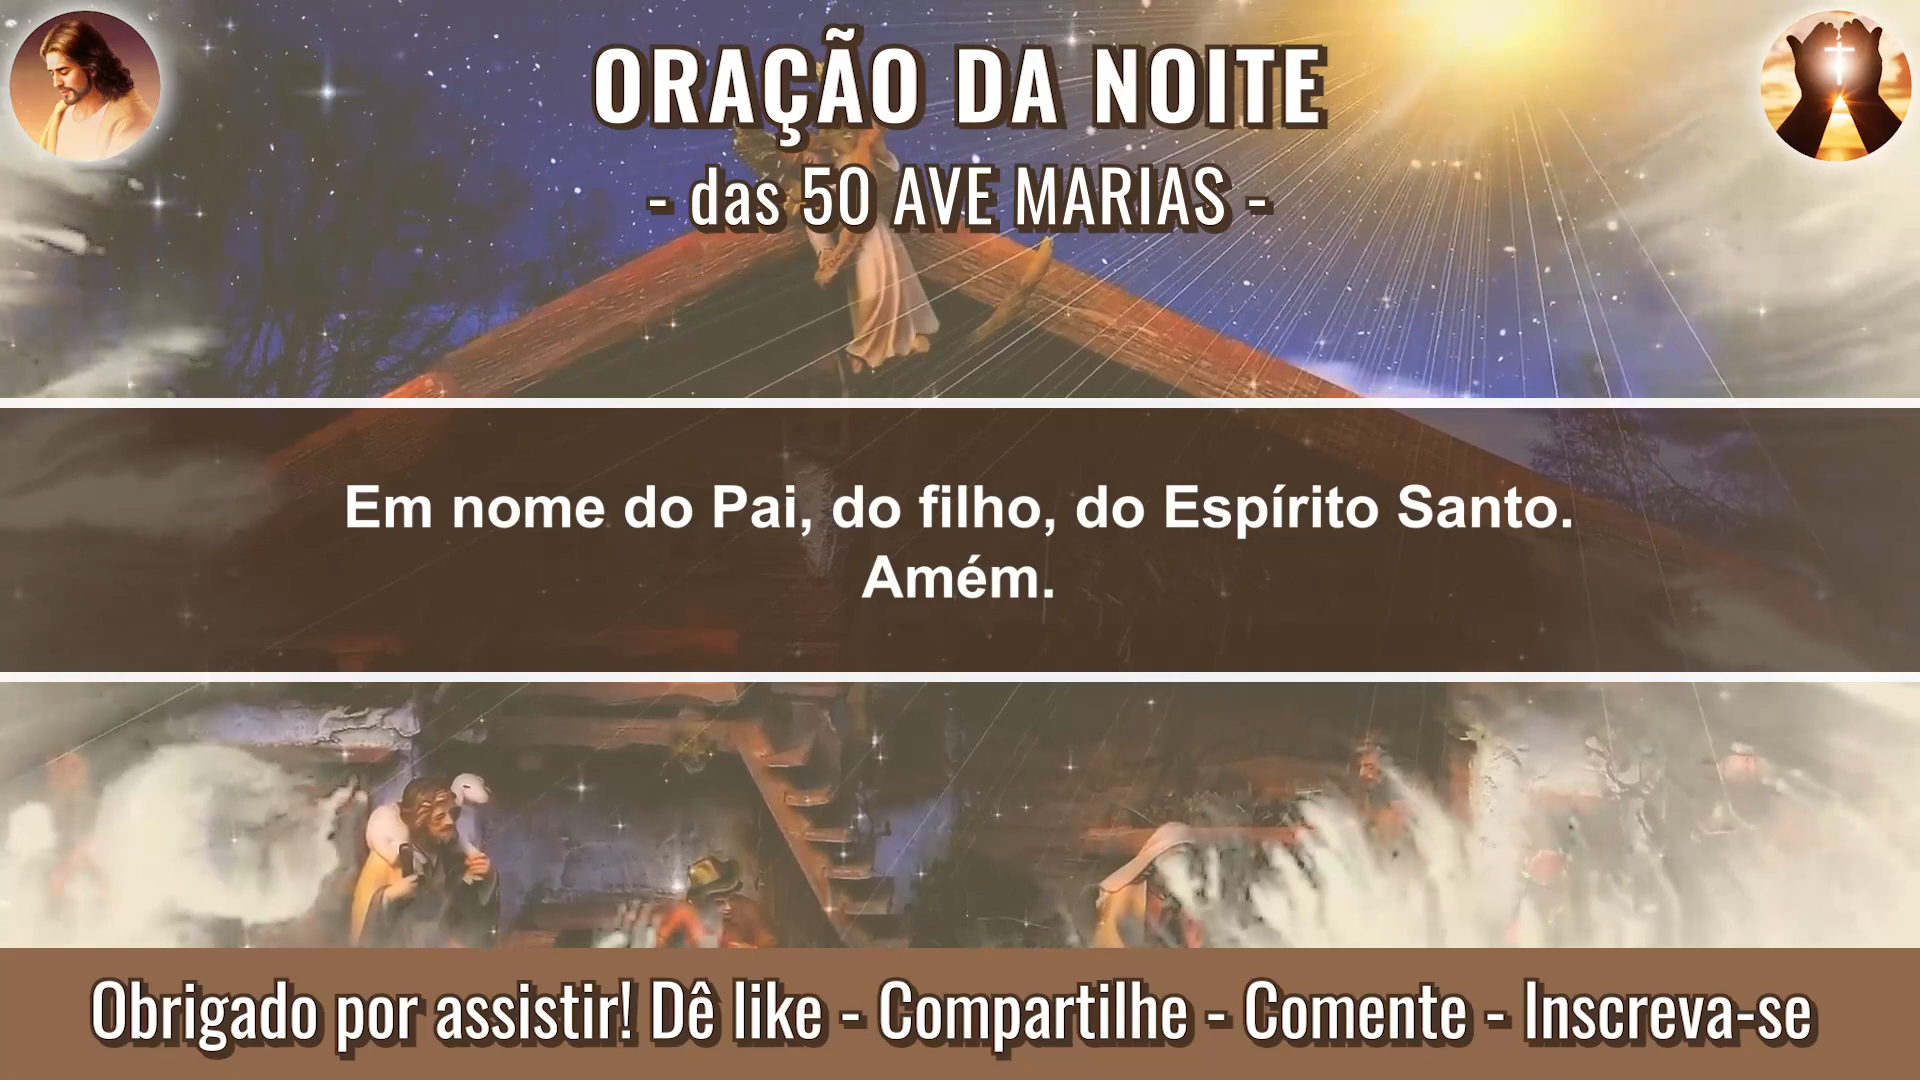 ORAÇÃO DA NOITE
- das 50 AVE MARIAS -
Em nome do Pai, do filho, do Espírito Santo.
Amém.
Obrigado por assistir! Dê like - Compartilhe - Comente - Inscreva-se